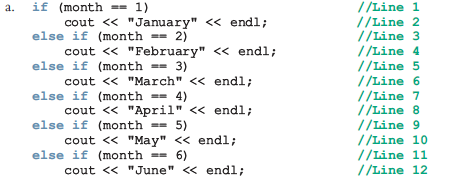 a. if (month == 1) //Line 1
cout << "January" << endl; //Line 2
else if (month == 2) //Line 3
cout << "February" << endl; //Line 4
else if (month == 3) //Line 5
cout << "March" << endl; //Line 6
else if (month == 4) //Line 7
cout << "April" << endl; //Line 8
else if (month == 5) //Line 9
cout << "May" << endl; //Line 10
else if (month == 6) //Line 11
cout << "June" << endl; //Line 12